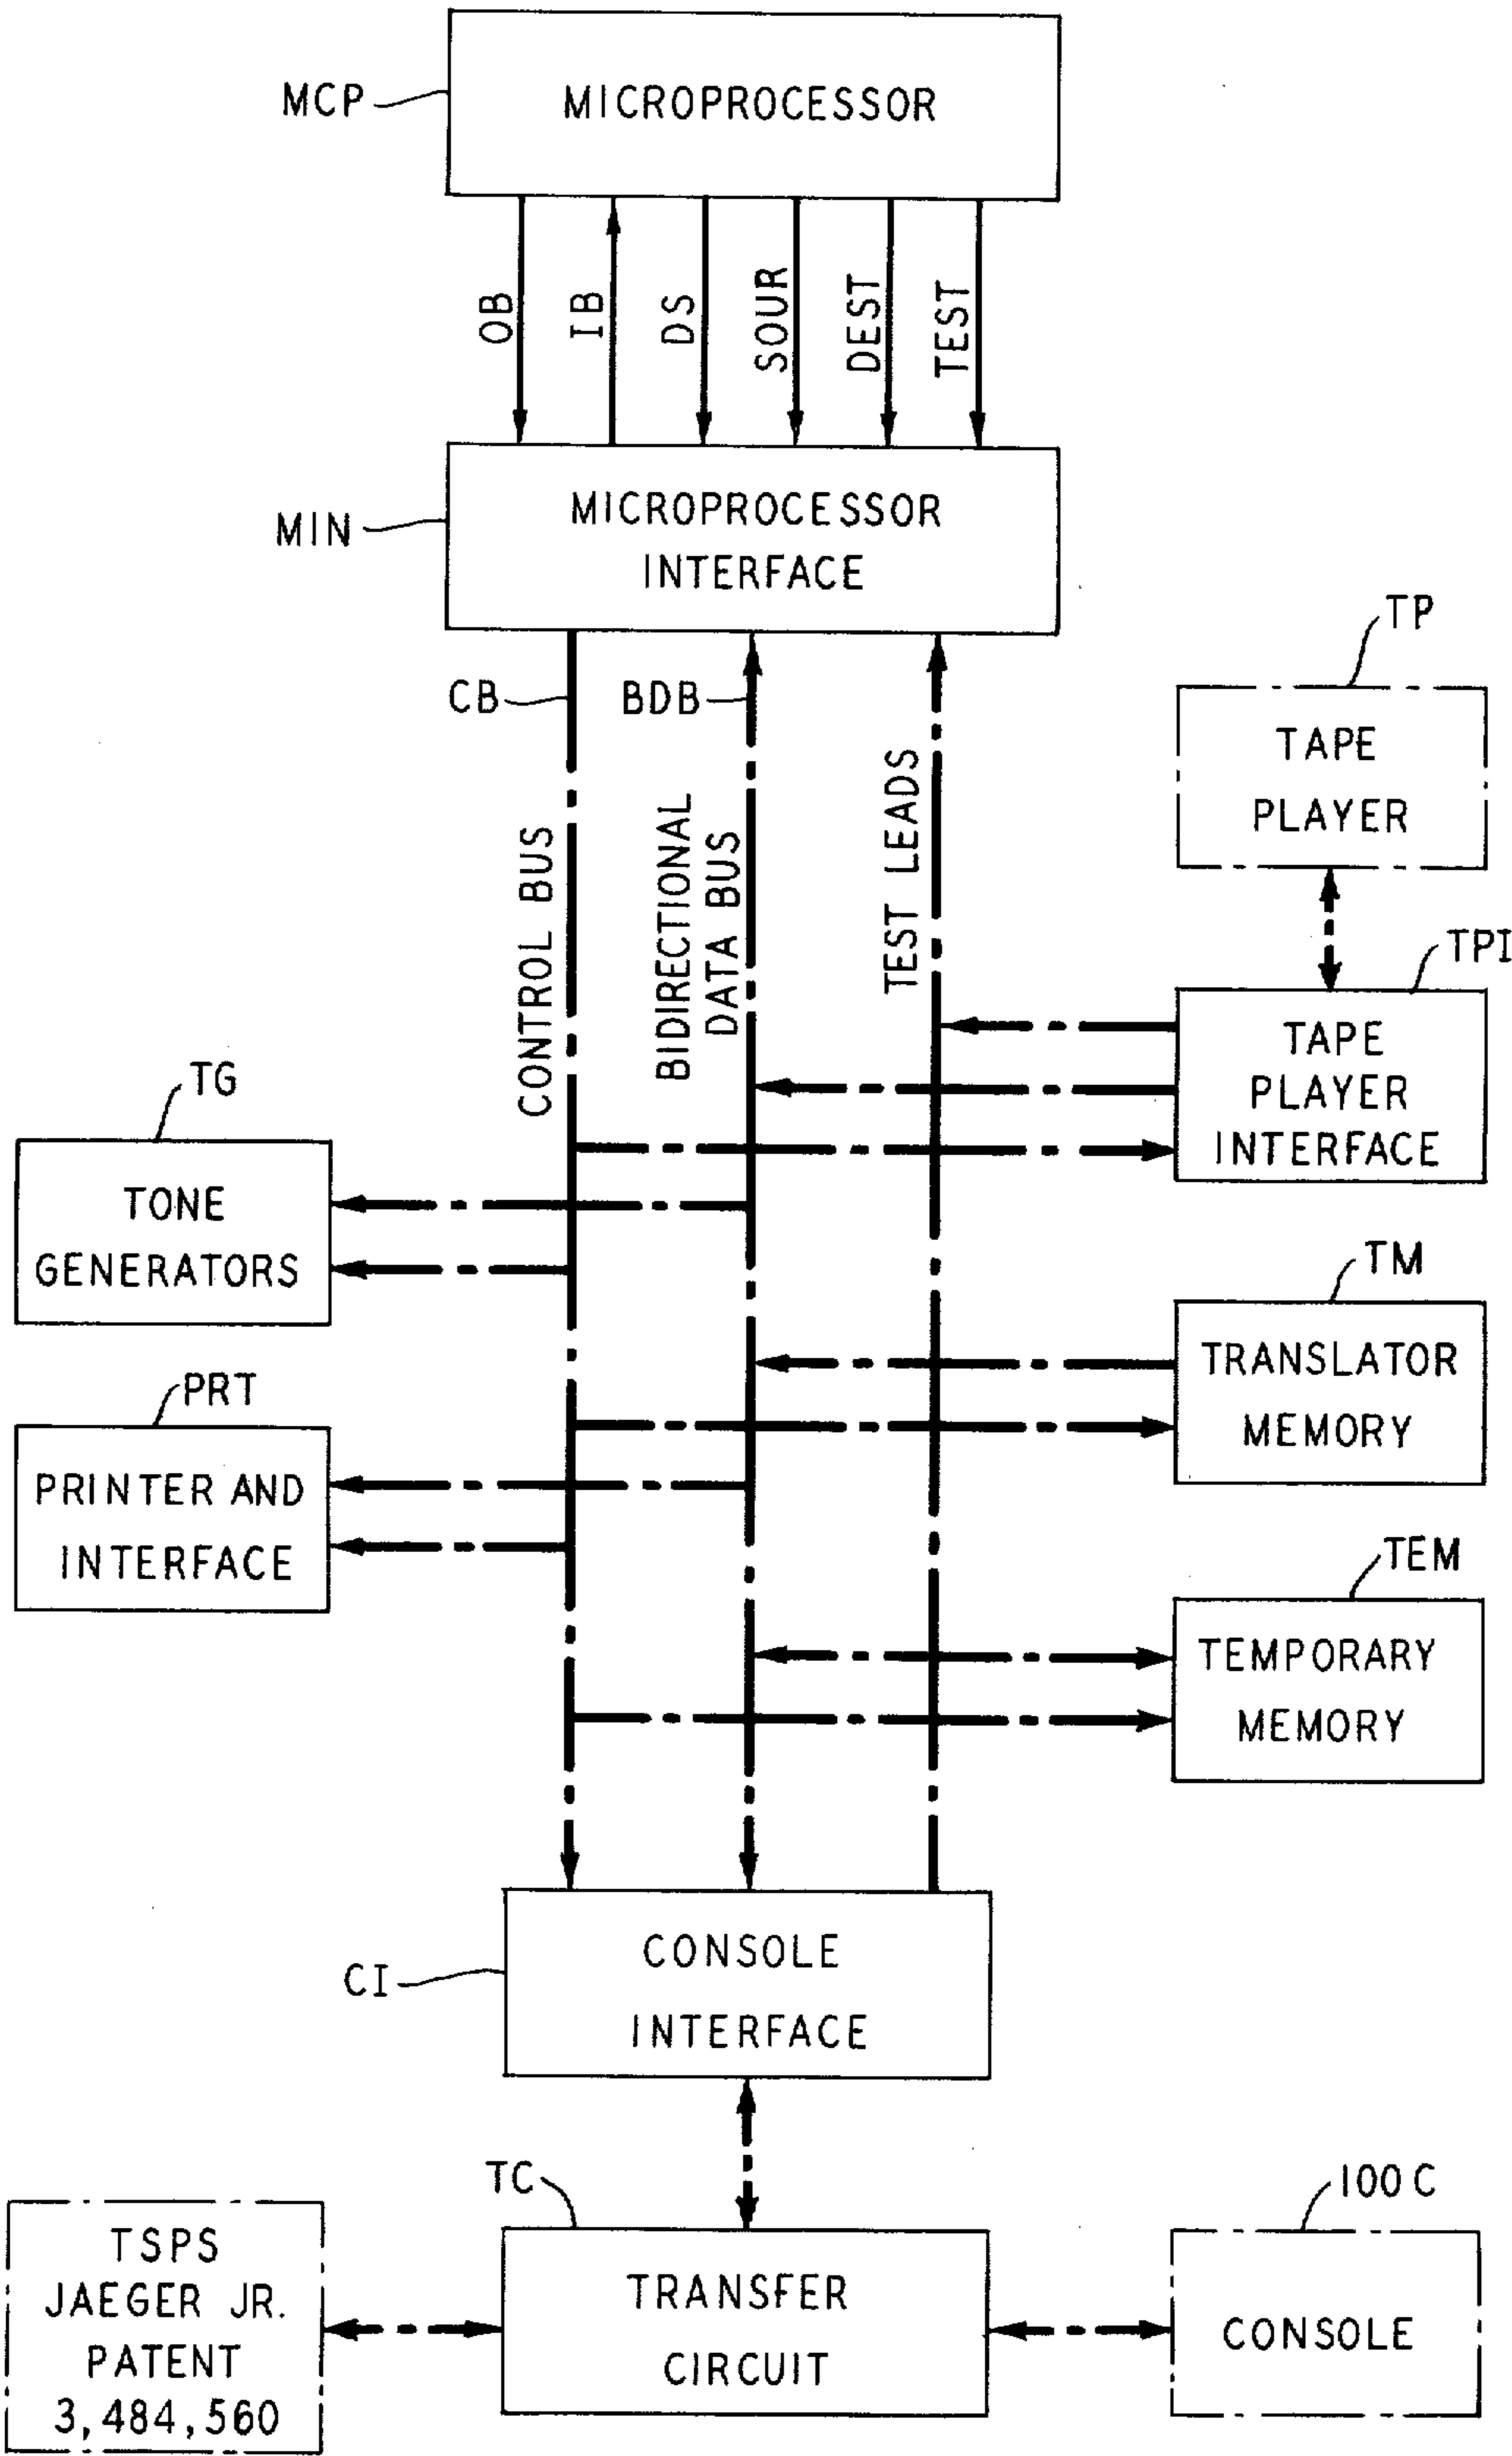 MCP
MICROPROCESSOR
OB
IB
DS
SOUR
DEST
TEST
MIN
MICROPROCESSOR
INTERFACE
CB
BDB
CONTROL BUS
BIDIRECTIONAL
DATA BUS
TEST LEADS
TP
TAPE
PLAYER
TPI
TAPE
PLAYER
INTERFACE
TG
TONE
GENERATORS
TM
TRANSLATOR
MEMORY
PRT
PRINTER AND
INTERFACE
TEM
TEMPORARY
MEMORY
CI
CONSOLE
INTERFACE
TSPS
JAEGER JR.
PATENT
3,484,560
TC
TRANSFER
CIRCUIT
100 C
CONSOLE